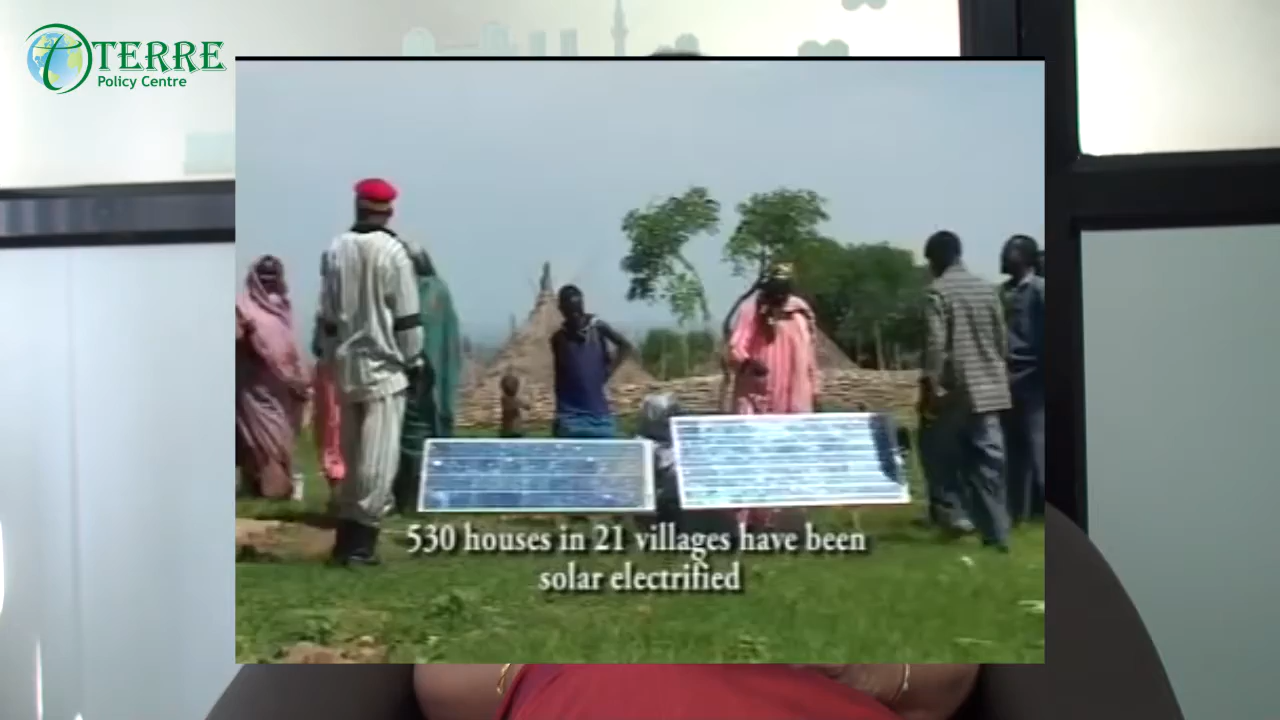 TERRE
Policy Centre
530 houses in 21 villages have been
solar electrified